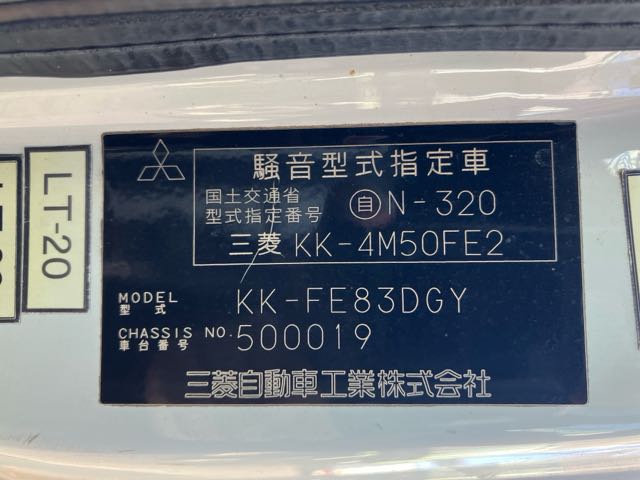 騒音型式指定車
国土交通省
型式指定番号
自 N-320
三菱 KK-4M50FE2
MODEL
型式
KK-FE83DGY
CHASSIS NO.
車台番号
500019
三菱自動車工業株式会社
LT-20